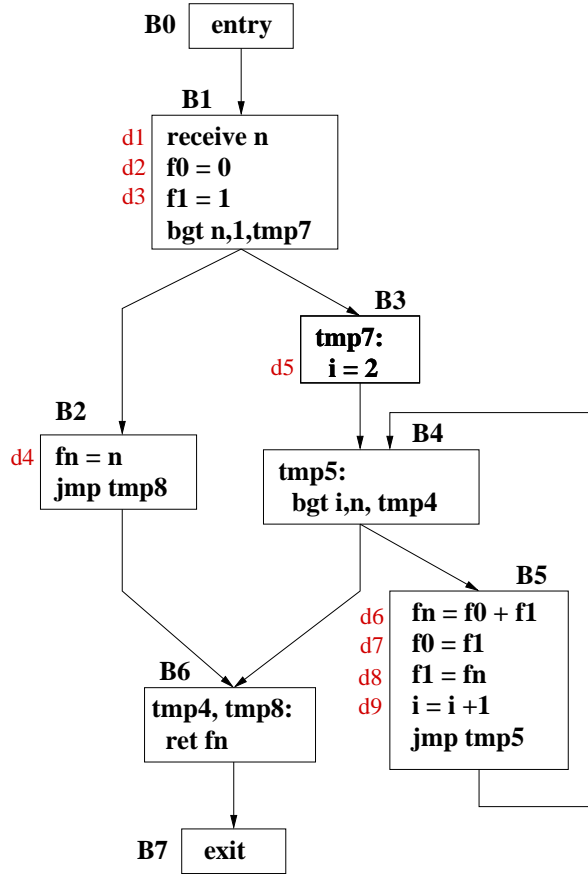 B0 entry
B1
d1 receive n
d2 f0 = 0
d3 f1 = 1
bgt n,1,tmp7
B3
tmp7:
d5 i = 2
B2
d4 fn = n
jmp tmp8
B4
tmp5:
bgt i,n, tmp4
B5
d6 fn = f0 + f1
d7 f0 = f1
d8 f1 = fn
d9 i = i +1
jmp tmp5
B6
tmp4, tmp8:
ret fn
B7 exit